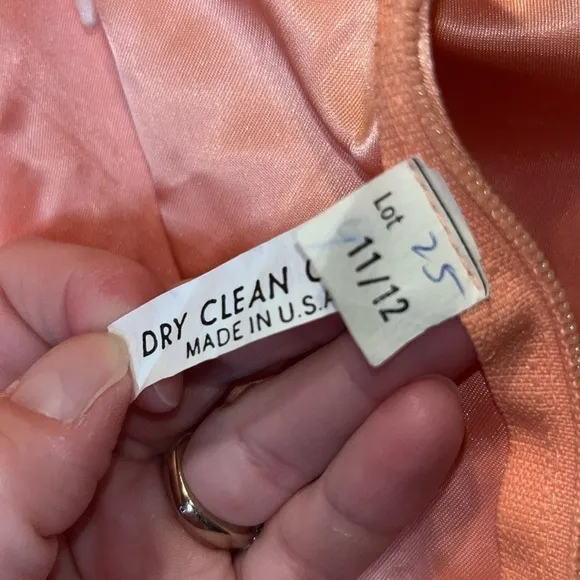 DRY CLEAN O
MADE IN U.S.A
Lot 25
11/12